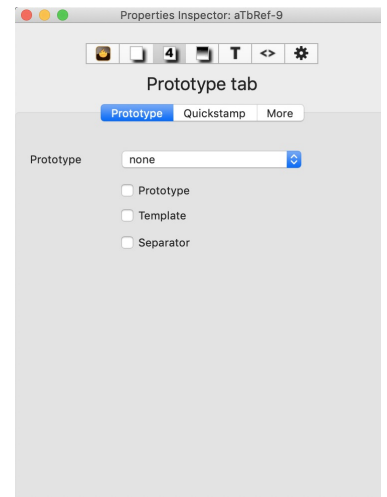 Properties Inspector: aTbRef-9
4 T <>
Prototype tab
Prototype Quickstamp More
Prototype none
Prototype
Template
Separator